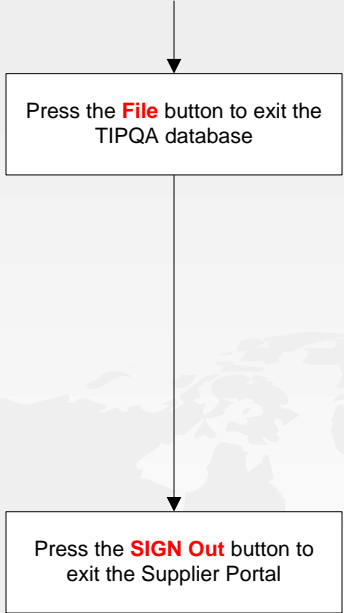 Press the File button to exit the
TIPQA database
Press the SIGN Out button to
exit the Supplier Portal